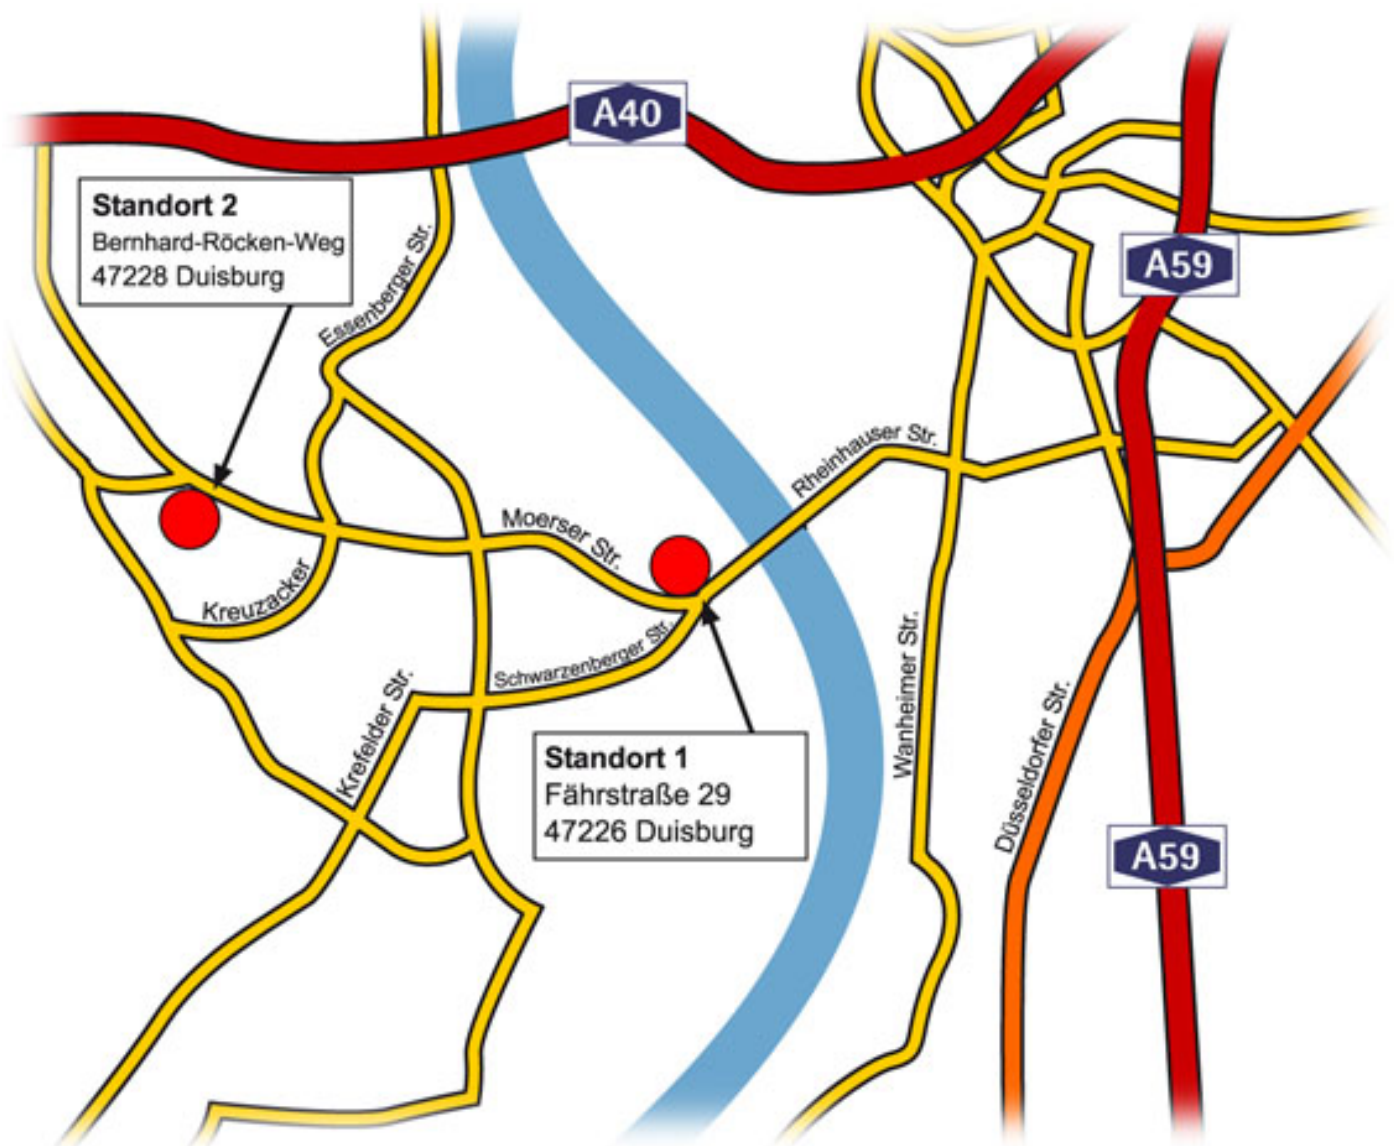 A40
Standort 2
Bernhard-Röcken-Weg
47228 Duisburg
Essenberger Str.
A59
Rheinhauser Str.
Moerser Str.
Kreuzacker
Schwarzenberger Str.
Krefelder Str.
Wanheimer Str.
Düsseldorfer Str.
Standort 1
Fährstraße 29
47226 Duisburg
A59